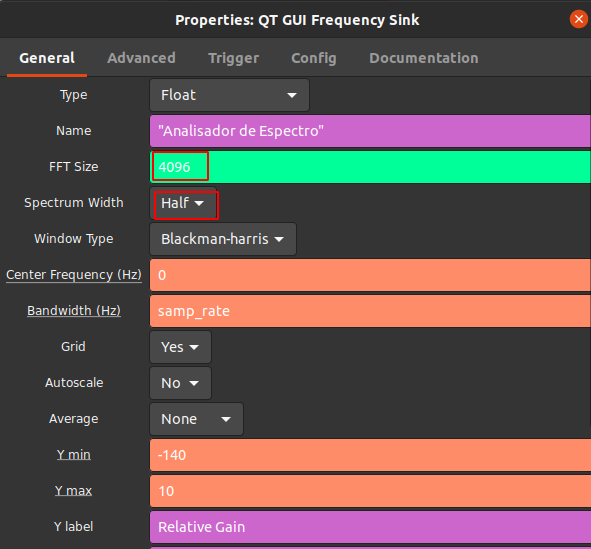 Properties: QT GUI Frequency Sink
General Advanced Trigger Config Documentation
Type Float
Name "Analisador de Espectro"
FFT Size 4096
Spectrum Width Half
Window Type Blackman-harris
Center Frequency (Hz) 0
Bandwidth (Hz) samp_rate
Grid Yes
Autoscale No
Average None
Y min -140
Y max 10
Y label Relative Gain